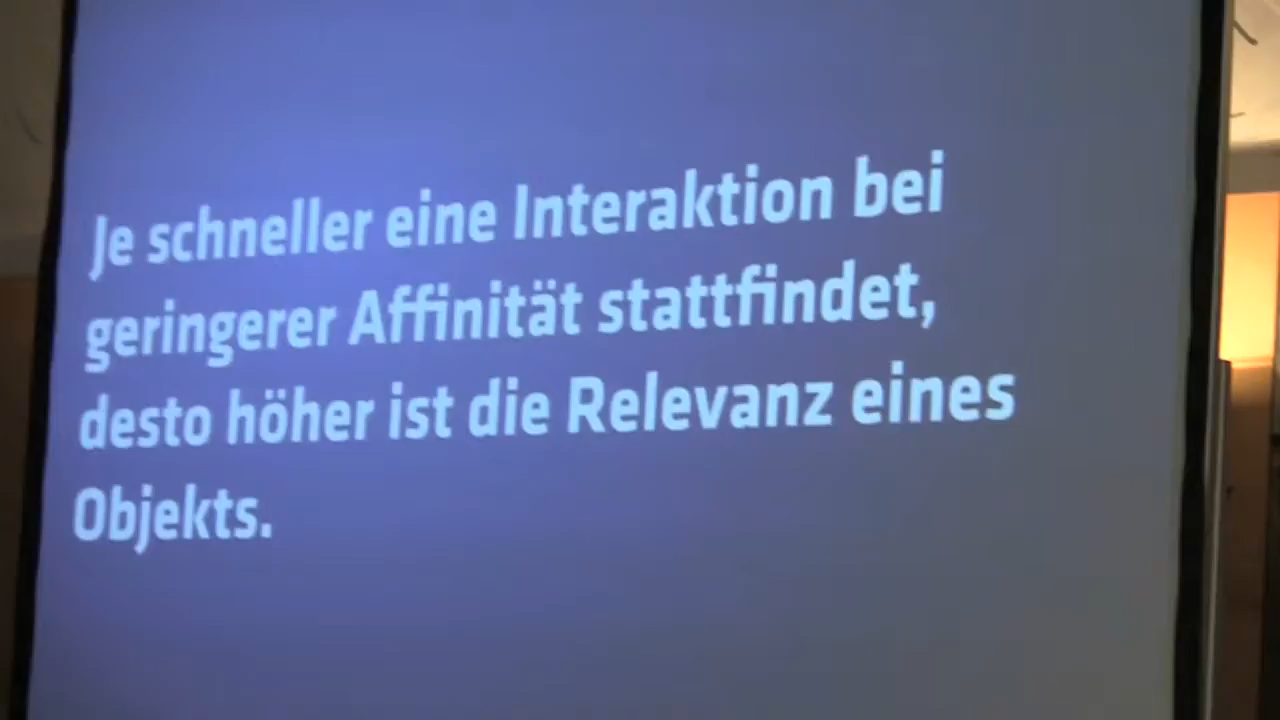 Je schneller eine Interaktion bei
geringerer Affinität stattfindet,
desto höher ist die Relevanz eines
Objekts.